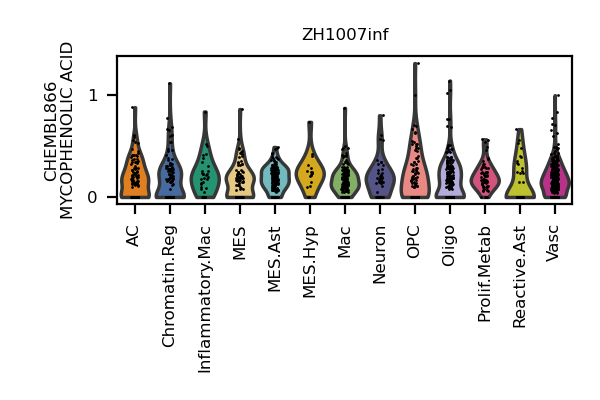 ZH1007inf
CHEMBL866
MYCOPHENOLIC ACID
1
0
AC
Chromatin.Reg
Inflammatory.Mac
MES
MES.Ast
MES.Hyp
Mac
Neuron
OPC
Oligo
Prolif.Metab
Reactive.Ast
Vasc